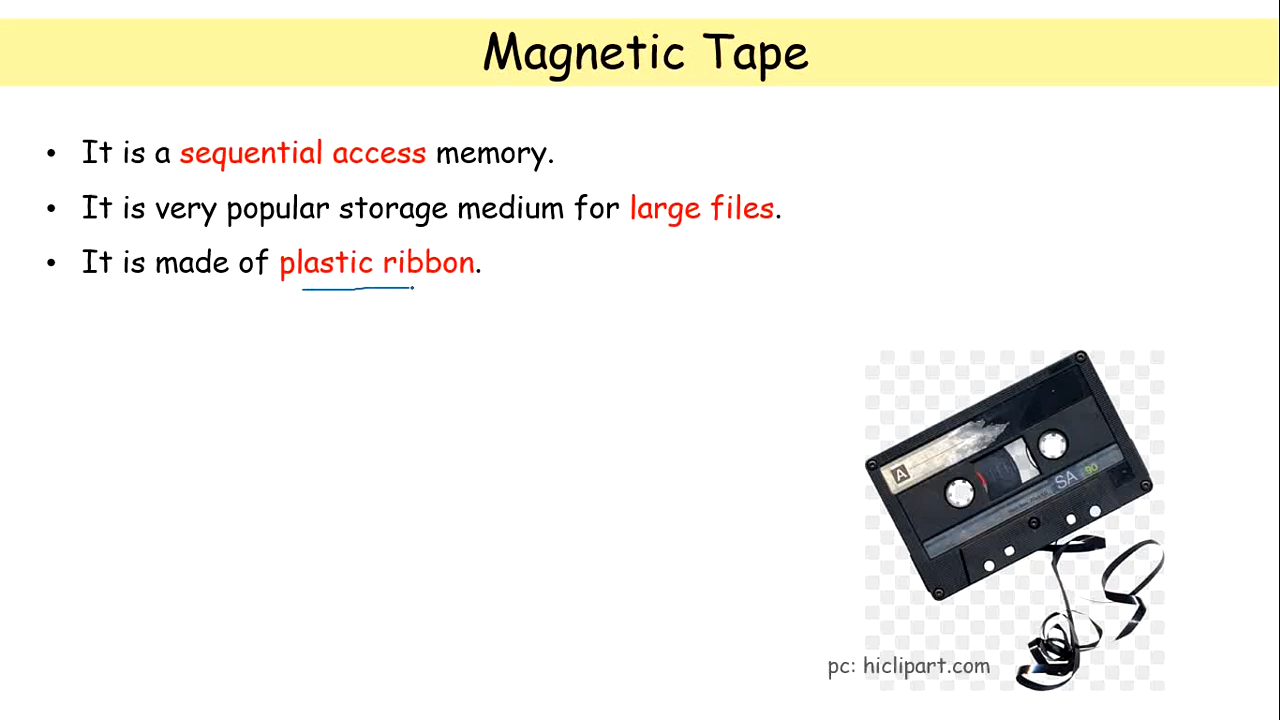 Magnetic Tape
• It is a sequential access memory.
• It is very popular storage medium for large files.
• It is made of plastic ribbon.
A
SA 90
pc: hiclipart.com